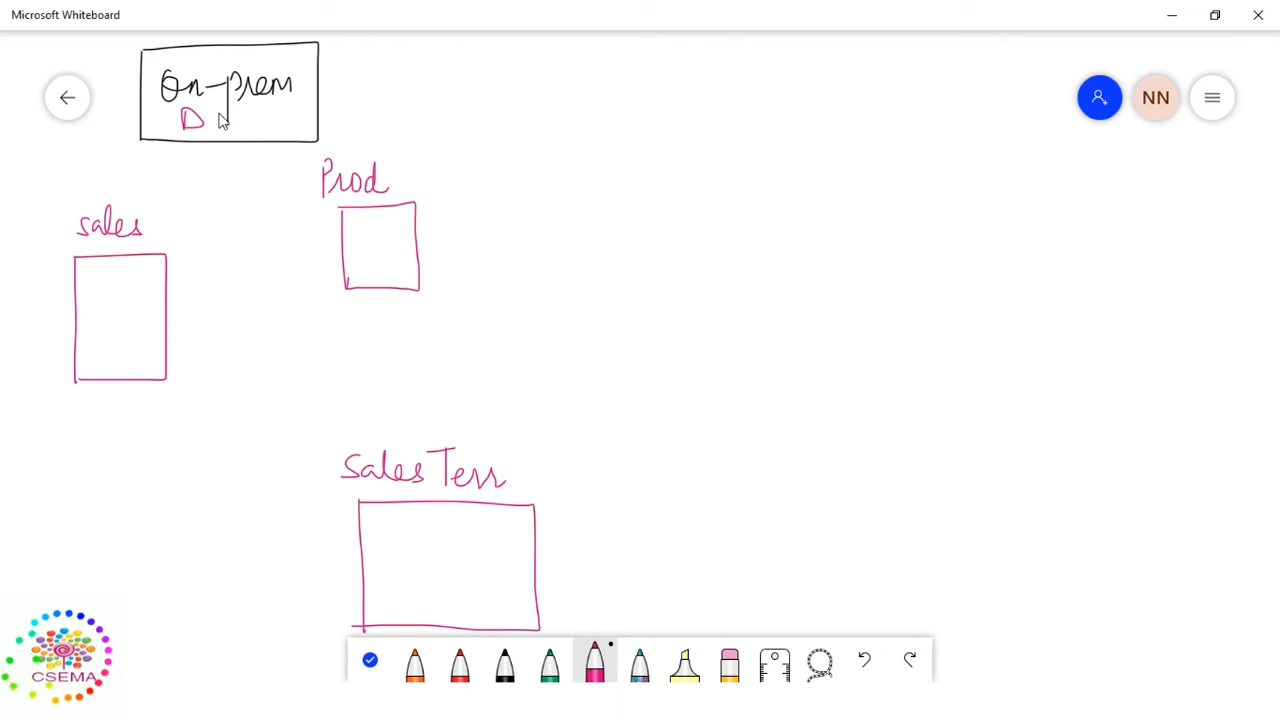 Microsoft Whiteboard
On-prem
D
NN
Prod
sales
Sales Terr
CSEMA